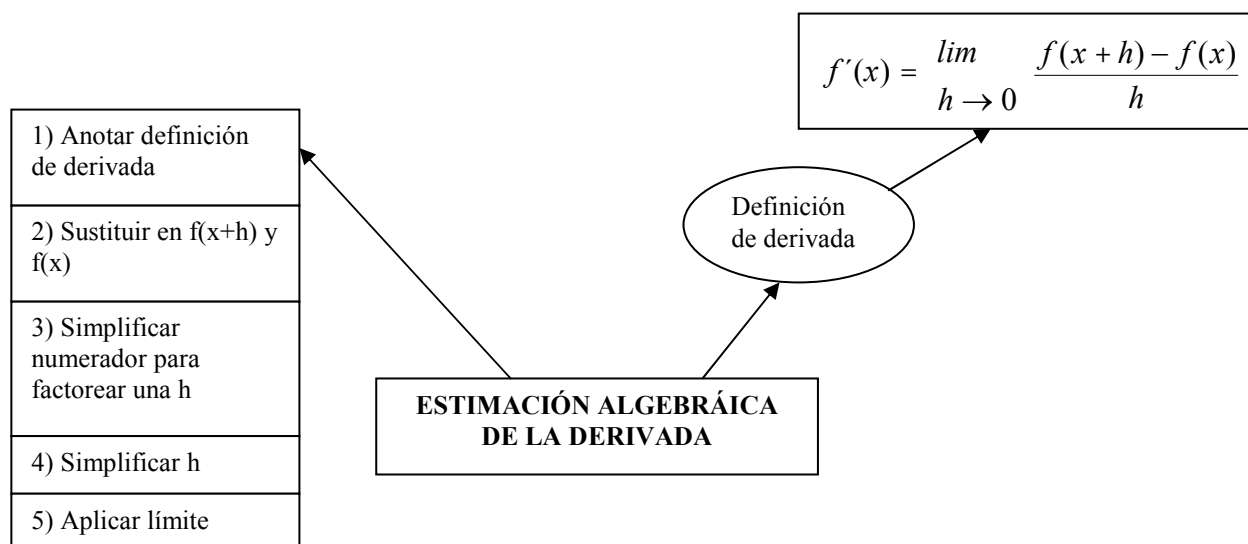 f´(x) = lim h → 0 f(x + h) − f(x) / h
1) Anotar definición
de derivada
2) Sustituir en f(x+h) y
f(x)
3) Simplificar
numerador para
factorear una h
4) Simplificar h
5) Aplicar límite
Definición
de derivada
ESTIMACIÓN ALGEBRÁICA
DE LA DERIVADA